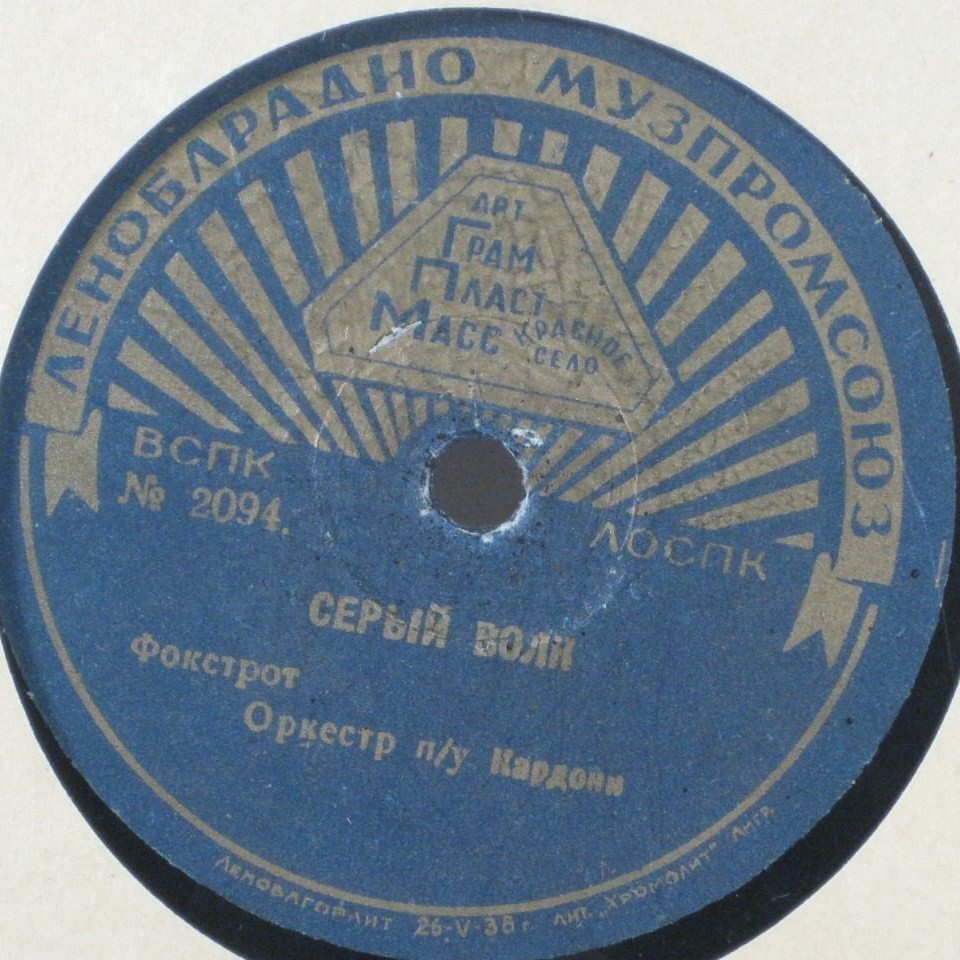 ЛЕНОБЛРАДИО МУЗПРОМСОЮЗ
АРТ
ГРАМ
ПЛАСТ
МАСС КРАСНОЕ
СЕЛО
ВСПК
ЛОСПК
№ 2094.
СЕРЫЙ ВОЛК
Фокстрот
Оркестр п/у Кардони
ЛЕНОБЛГОРЛИТ 26-V-38 г. ЛИТ. „ХРОМОЛИТ" ЛНГР.